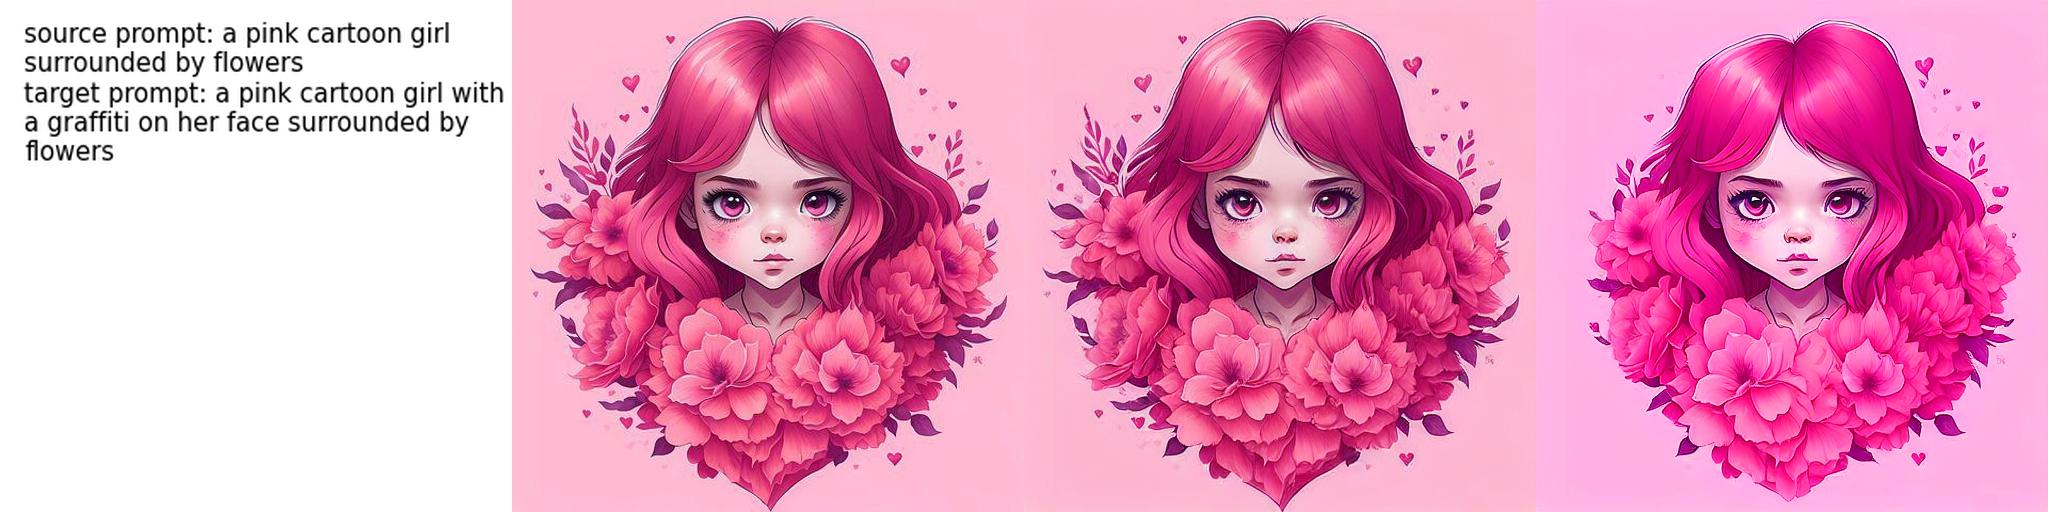 source prompt: a pink cartoon girl
surrounded by flowers
target prompt: a pink cartoon girl with
a graffiti on her face surrounded by
flowers